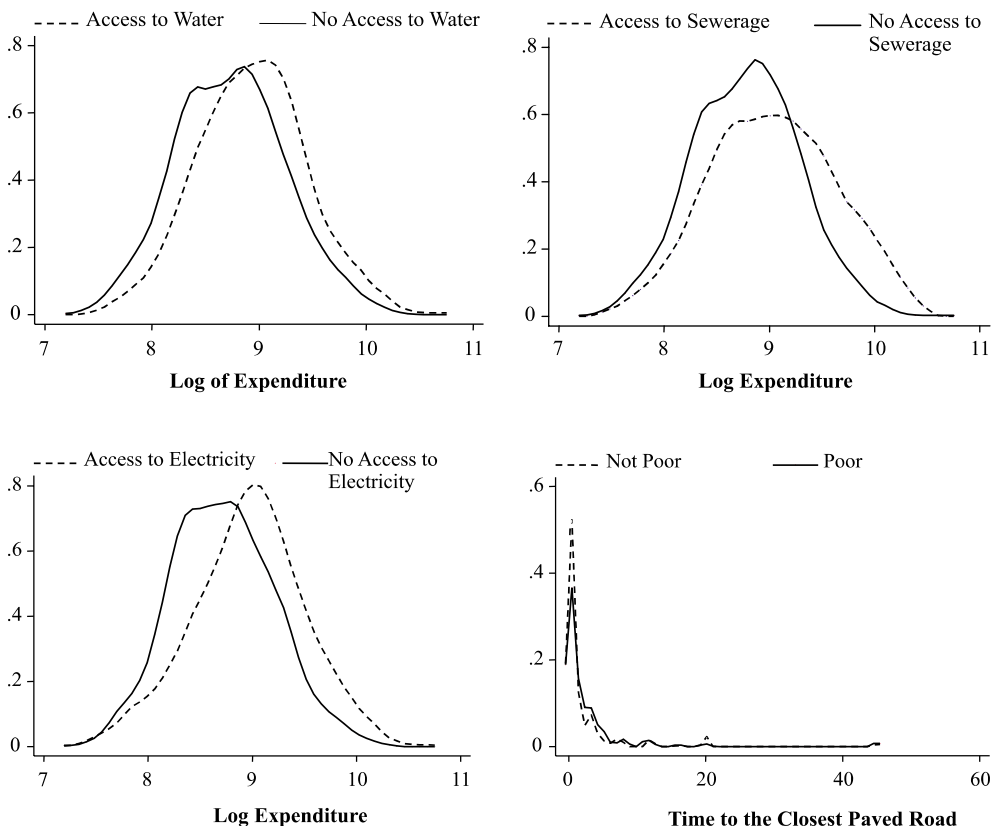 Access to Water No Access to Water
.8
.6
.4
.2
0
7 8 9 10 11
Log of Expenditure
Access to Sewerage No Access to
Sewerage
.8
.6
.4
.2
0
7 8 9 10 11
Log Expenditure
Access to Electricity No Access to
Electricity
.8
.6
.4
.2
0
7 8 9 10 11
Log Expenditure
Not Poor Poor
.6
.4
.2
0
0 20 40 60
Time to the Closest Paved Road